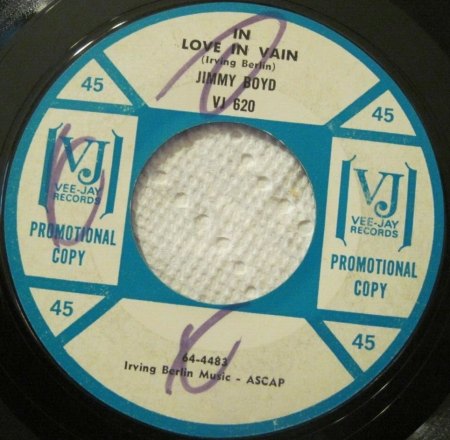 IN
LOVE IN VAIN
(Irving Berlin)
JIMMY BOYD
VJ 620
45
45
VJ
VEE-JAY
RECORDS
PROMOTIONAL
COPY
VJ
VEE-JAY
RECORDS
PROMOTIONAL
COPY
45
45
64-4483
Irving Berlin Music - ASCAP